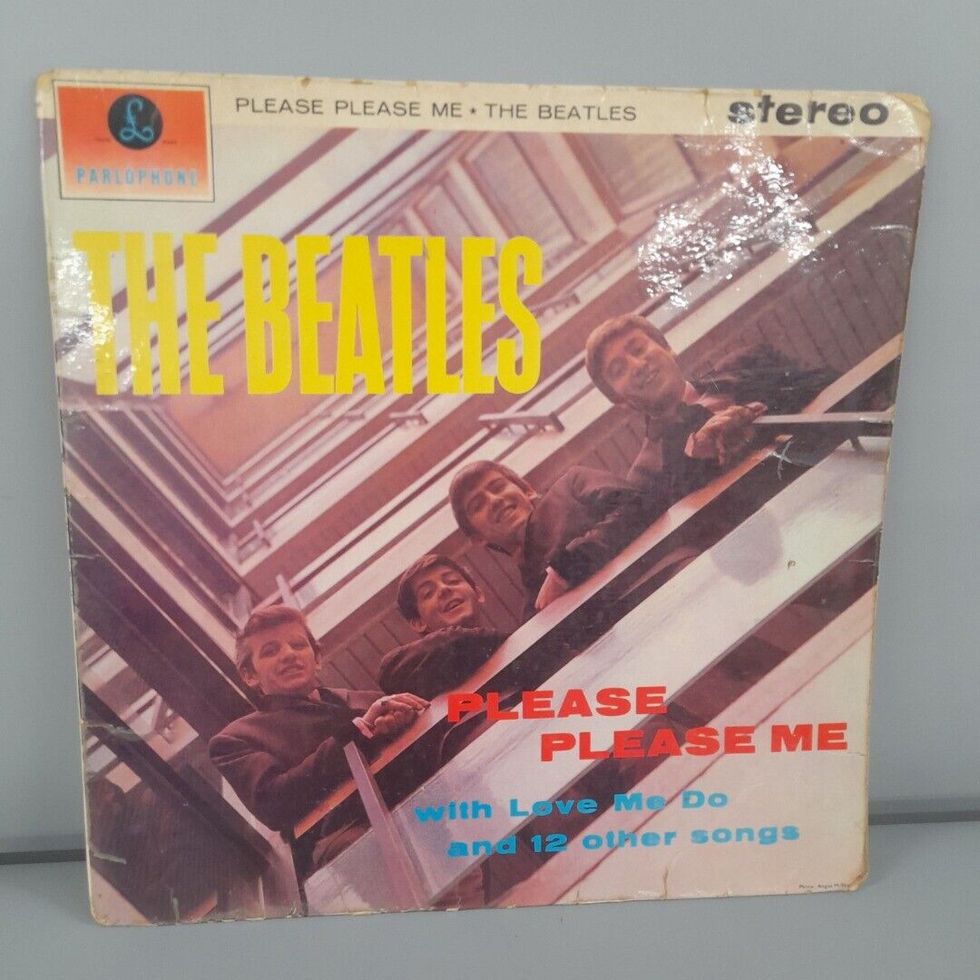 PLEASE PLEASE ME ★ THE BEATLES
stereo
£
PARLOPHONE
THE BEATLES
PLEASE
PLEASE ME
with Love Me Do
and 12 other songs